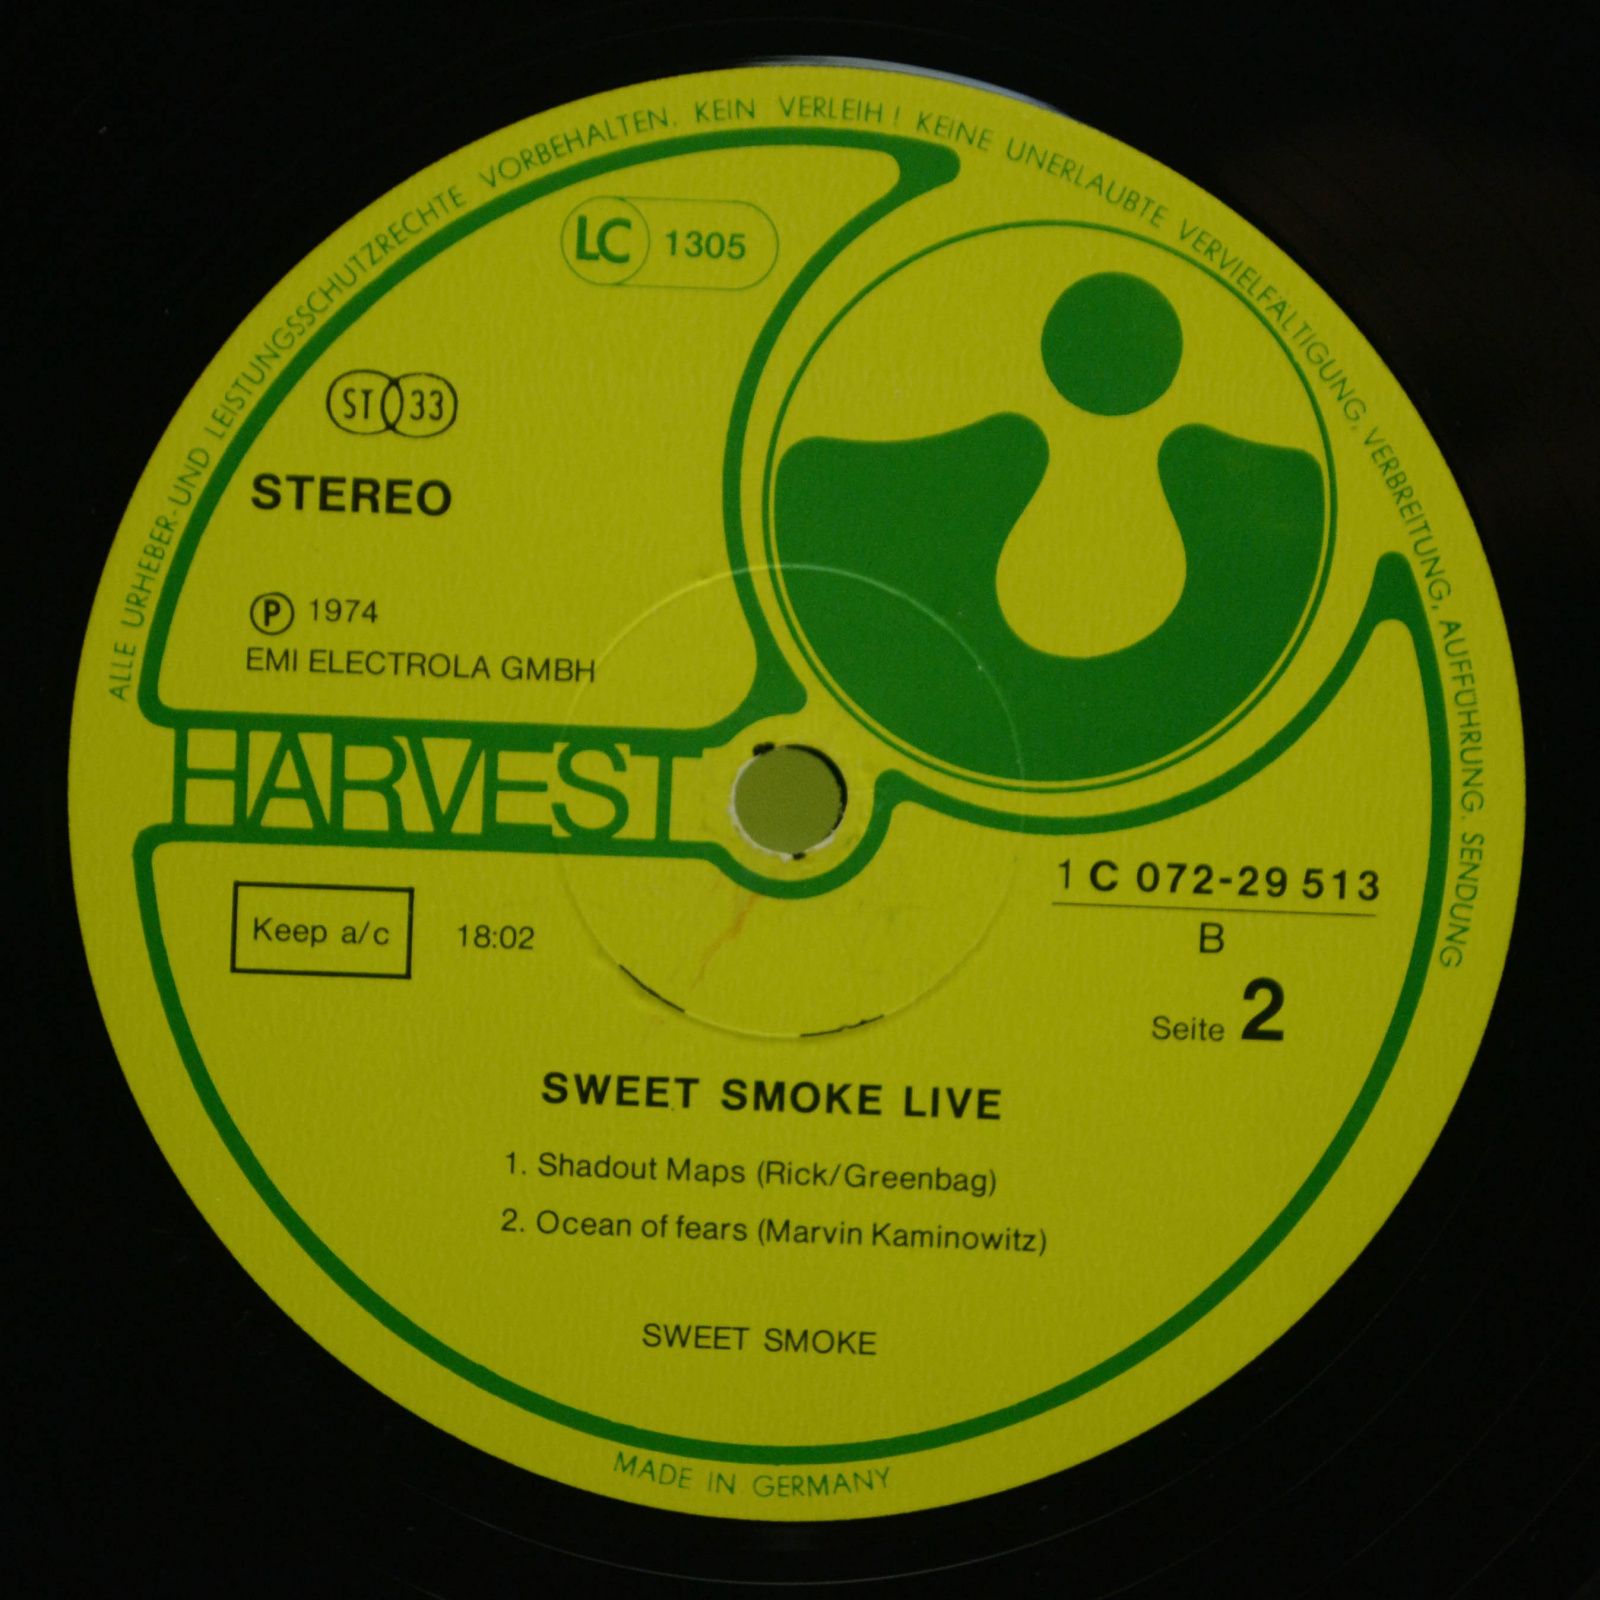 ALLE URHEBER-UND LEISTUNGSSCHUTZRECHTE VORBEHALTEN. KEIN VERLEIH! KEINE UNERLAUBTE VERVIELFÄLTIGUNG, VERBREITUNG, AUFFÜHRUNG. SENDUNG
LC 1305
ST 33
STEREO
Ⓟ 1974
EMI ELECTROLA GMBH
HARVEST
1 C 072-29 513
B
Keep a/c 18:02
Seite 2
SWEET SMOKE LIVE
1. Shadout Maps (Rick/Greenbag)
2. Ocean of fears (Marvin Kaminowitz)
SWEET SMOKE
MADE IN GERMANY